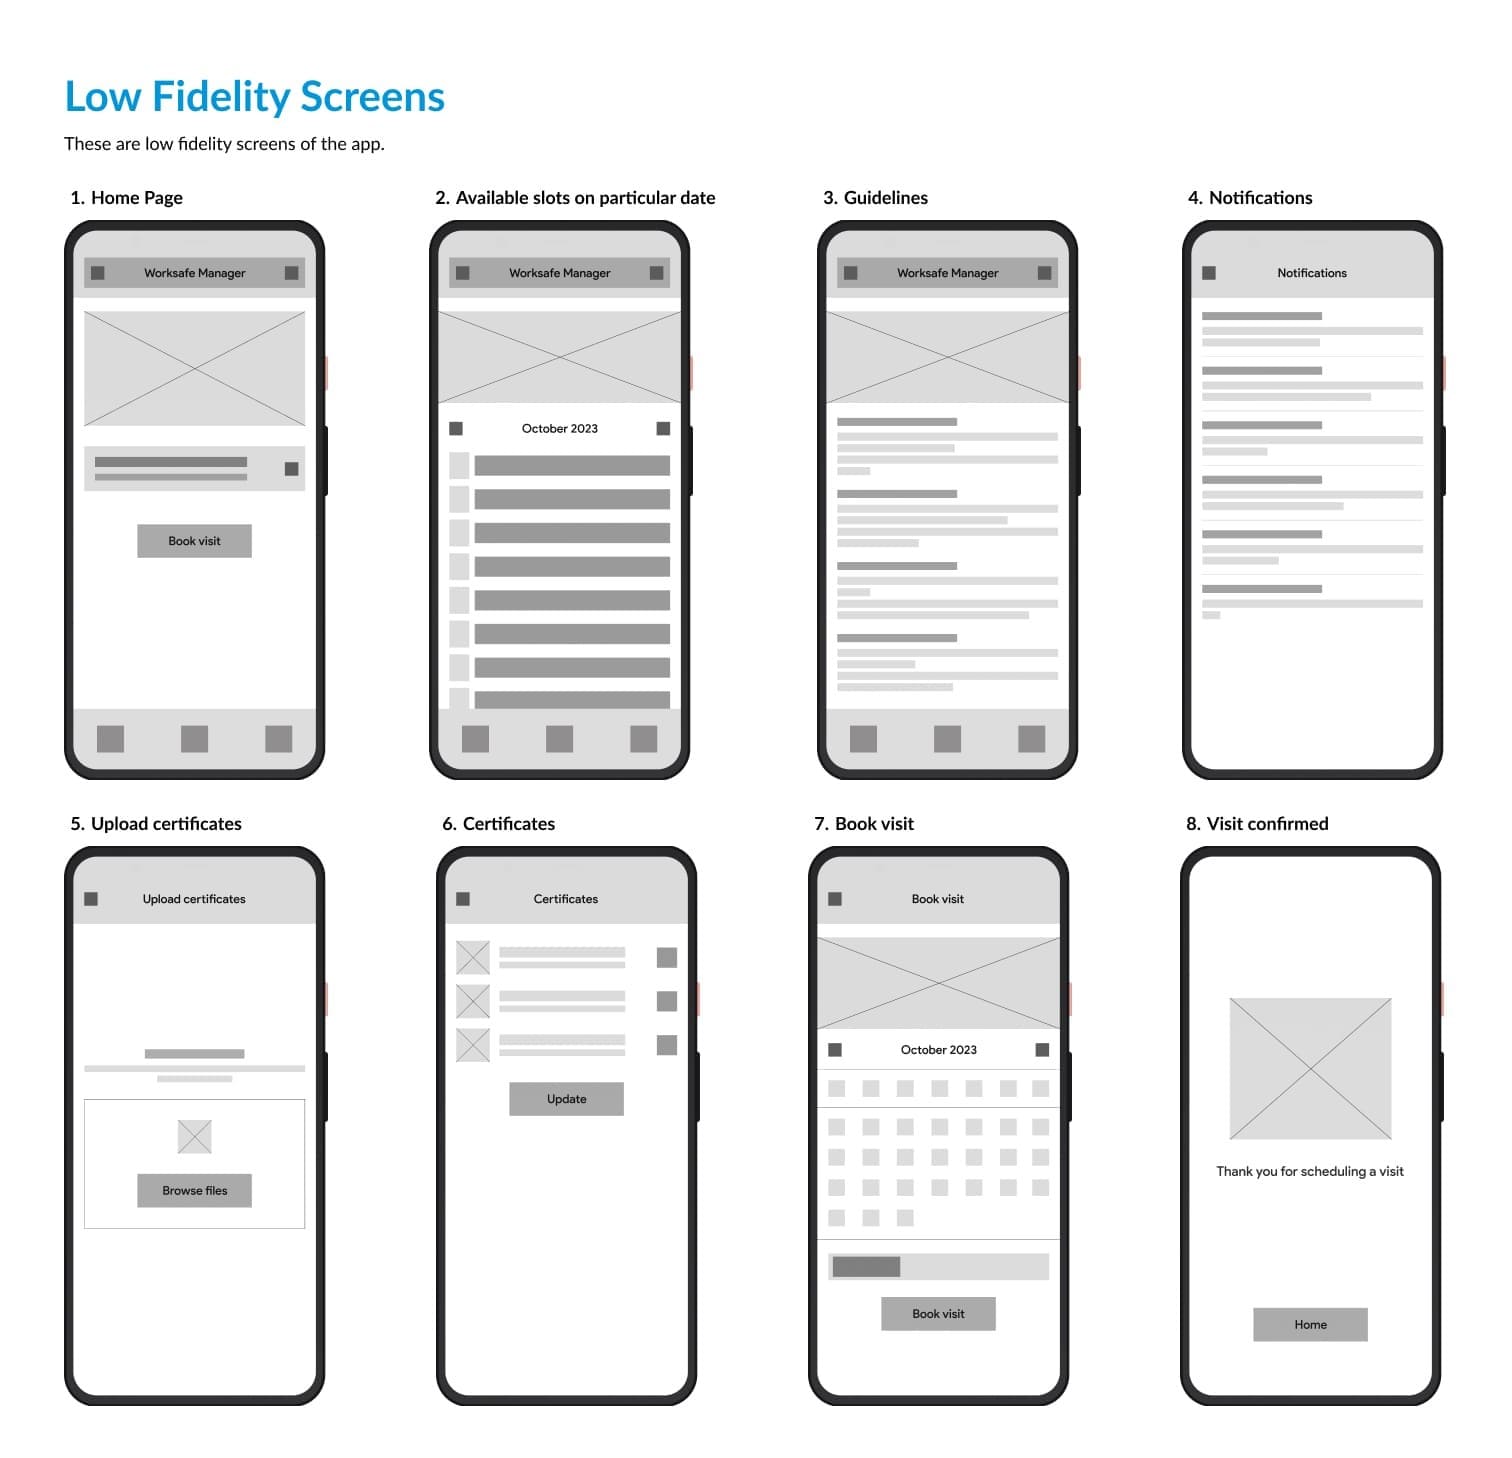 Low Fidelity Screens
These are low fidelity screens of the app.
1. Home Page
2. Available slots on particular date
3. Guidelines
4. Notifications
Worksafe Manager
Worksafe Manager
Worksafe Manager
Notifications
October 2023
Book visit
5. Upload certificates
6. Certificates
7. Book visit
8. Visit confirmed
Upload certificates
Certificates
Book visit
October 2023
Update
Thank you for scheduling a visit
Browse files
Book visit
Home